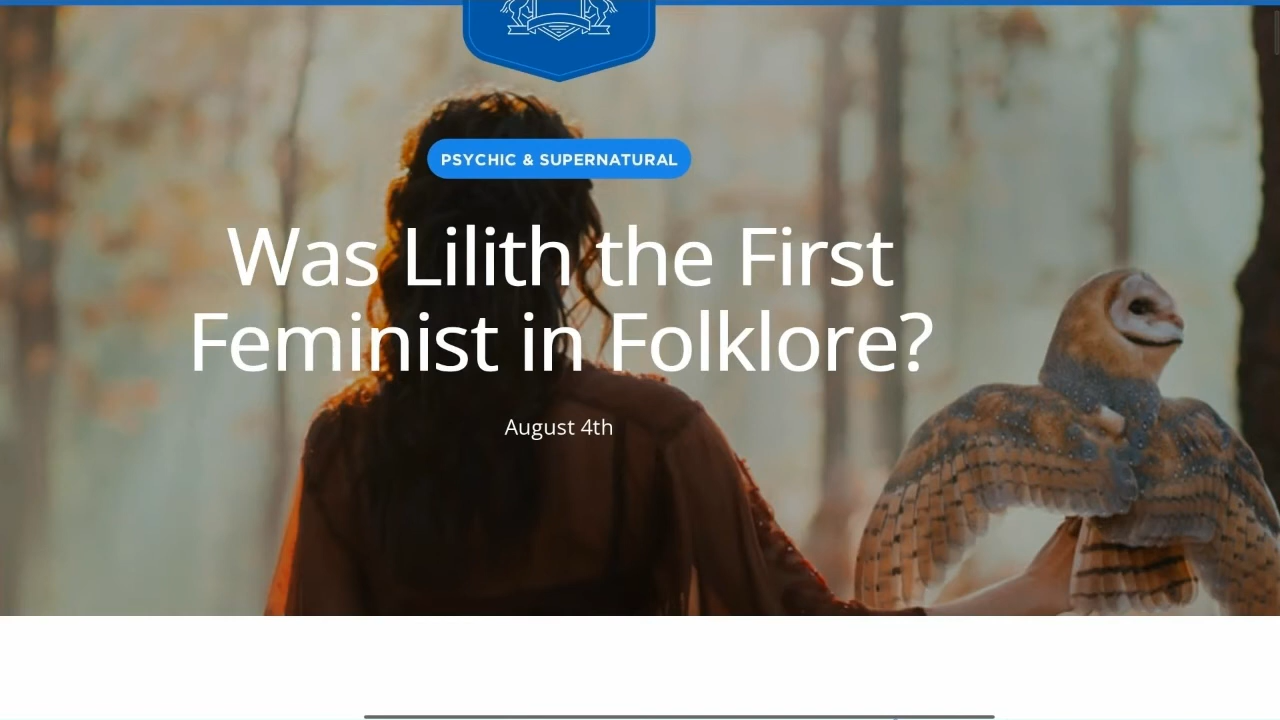 PSYCHIC & SUPERNATURAL
Was Lilith the First
Feminist in Folklore?
August 4th